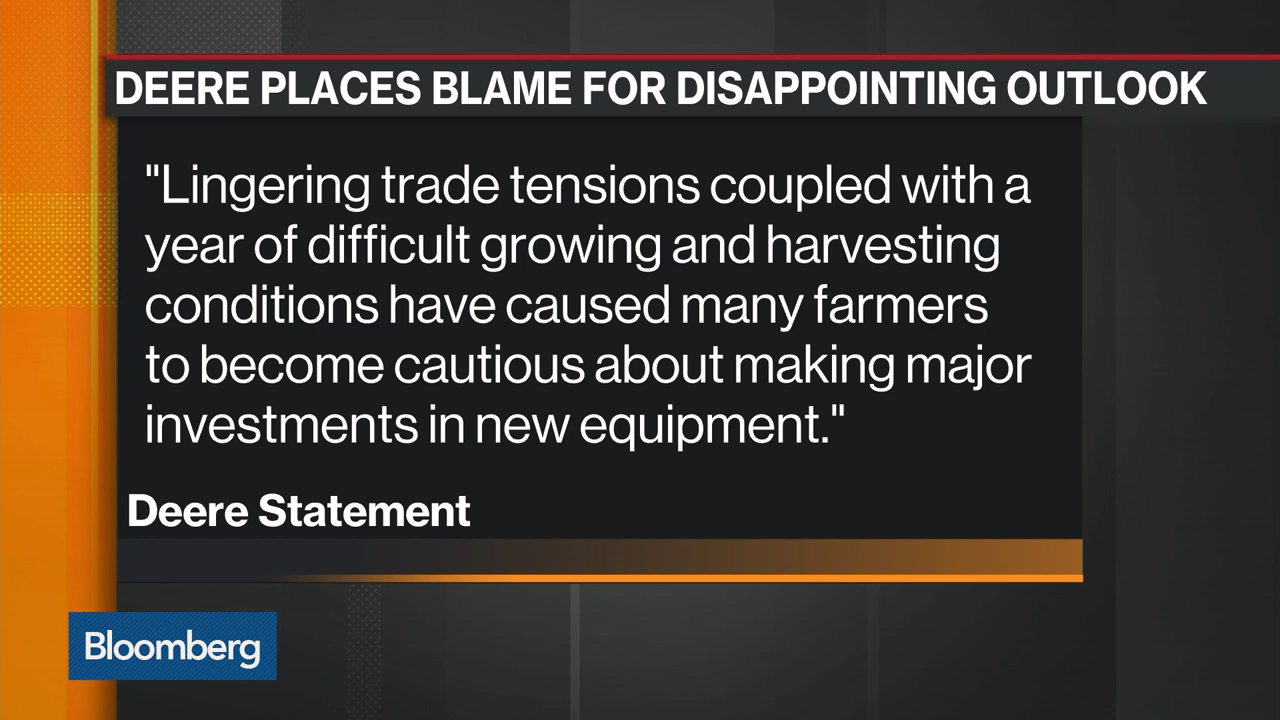 DEERE PLACES BLAME FOR DISAPPOINTING OUTLOOK
"Lingering trade tensions coupled with a
year of difficult growing and harvesting
conditions have caused many farmers
to become cautious about making major
investments in new equipment."
Deere Statement
Bloomberg